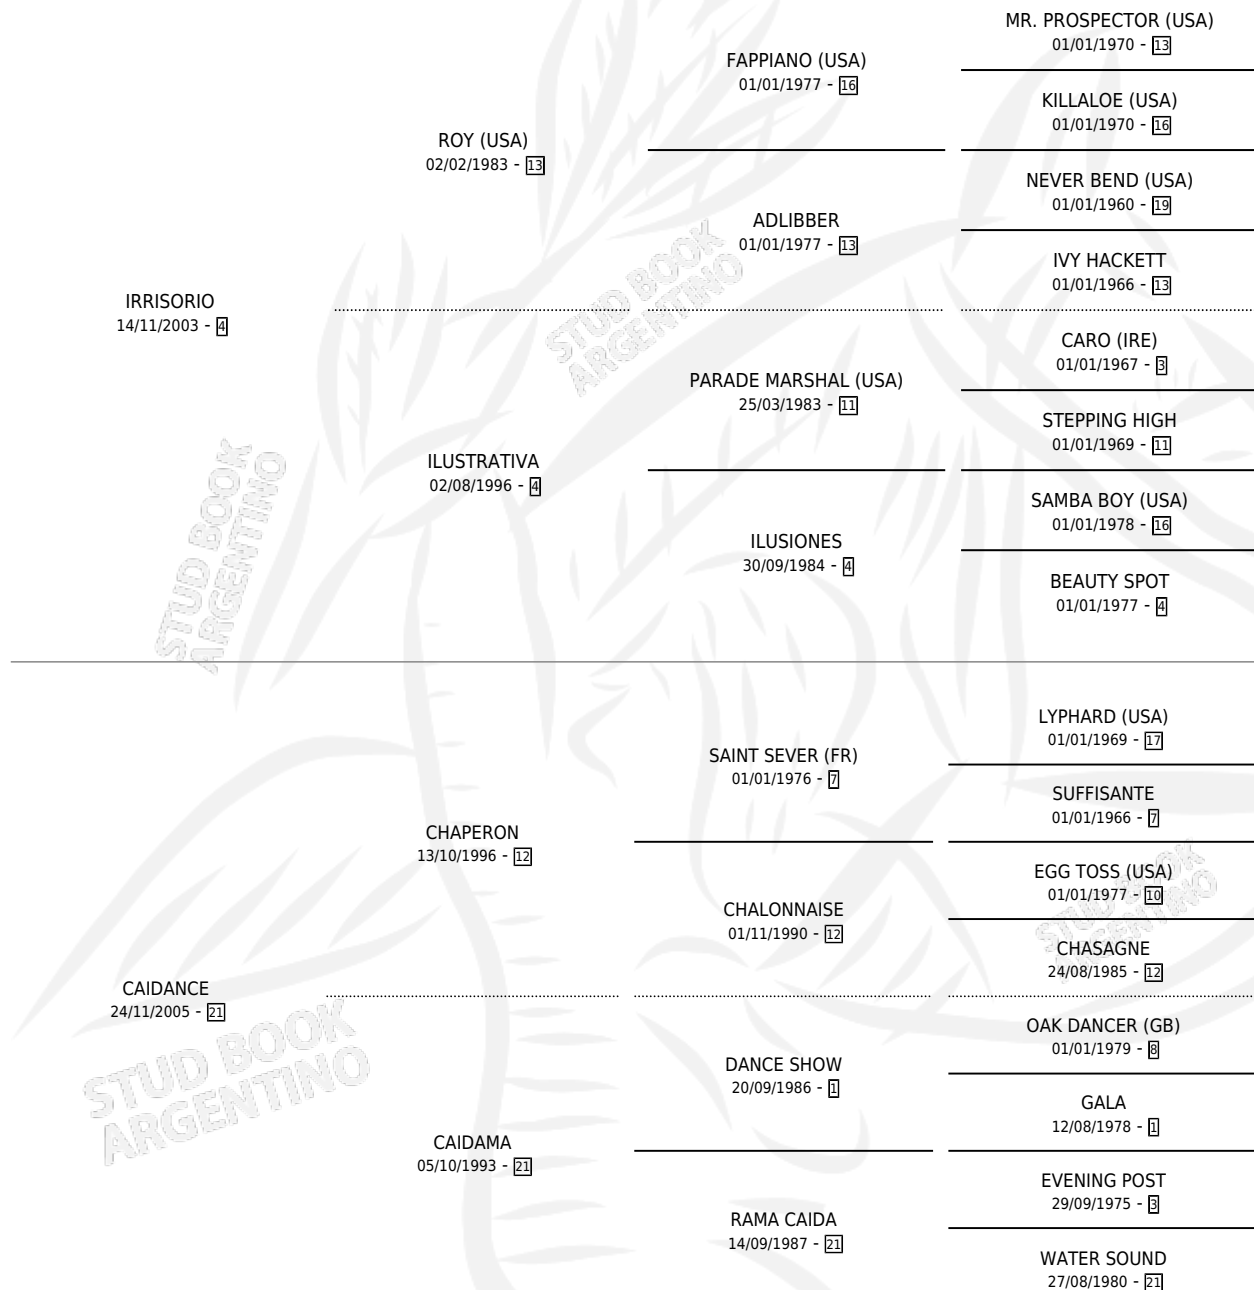 MR. PROSPECTOR (USA)
01/01/1970 - 13
FAPPIANO (USA)
01/01/1977 - 16
KILLALOE (USA)
01/01/1970 - 16
ROY (USA)
02/02/1983 - 13
NEVER BEND (USA)
01/01/1960 - 19
ADLIBBER
01/01/1977 - 13
IVY HACKETT
01/01/1966 - 13
IRRISORIO
14/11/2003 - 4
CARO (IRE)
01/01/1967 - 3
PARADE MARSHAL (USA)
25/03/1983 - 11
STEPPING HIGH
01/01/1969 - 11
ILUSTRATIVA
02/08/1996 - 4
SAMBA BOY (USA)
01/01/1978 - 16
ILUSIONES
30/09/1984 - 4
BEAUTY SPOT
01/01/1977 - 4
LYPHARD (USA)
01/01/1969 - 17
SAINT SEVER (FR)
01/01/1976 - 7
SUFFISANTE
01/01/1966 - 7
CHAPERON
13/10/1996 - 12
EGG TOSS (USA)
01/01/1977 - 10
CHALONNAISE
01/11/1990 - 12
CHASAGNE
24/08/1985 - 12
CAIDANCE
24/11/2005 - 21
OAK DANCER (GB)
01/01/1979 - 8
DANCE SHOW
20/09/1986 - 1
GALA
12/08/1978 - 1
CAIDAMA
05/10/1993 - 21
EVENING POST
29/09/1975 - 3
RAMA CAIDA
14/09/1987 - 21
WATER SOUND
27/08/1980 - 21
STUD BOOK
ARGENTINO
STUD BOOK
ARGENTINO
STUD BOOK
ARGENTINO
STUD BOOK
ARGENTINO